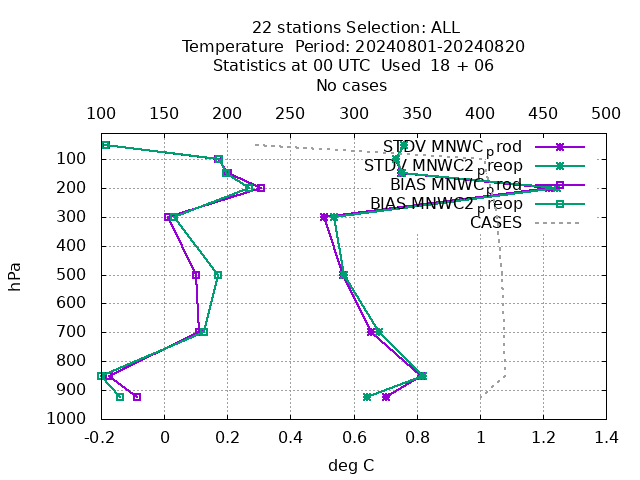 22 stations Selection: ALL
Temperature  Period: 20240801-20240820
Statistics at 00 UTC  Used  18 + 06
No cases
100 150 200 250 300 350 400 450 500
STDV MNWC_prod
STDV MNWC2_preop
BIAS MNWC_prod
BIAS MNWC2_preop
CASES
hPa
100
200
300
400
500
600
700
800
900
1000
-0.2 0 0.2 0.4 0.6 0.8 1 1.2 1.4
deg C